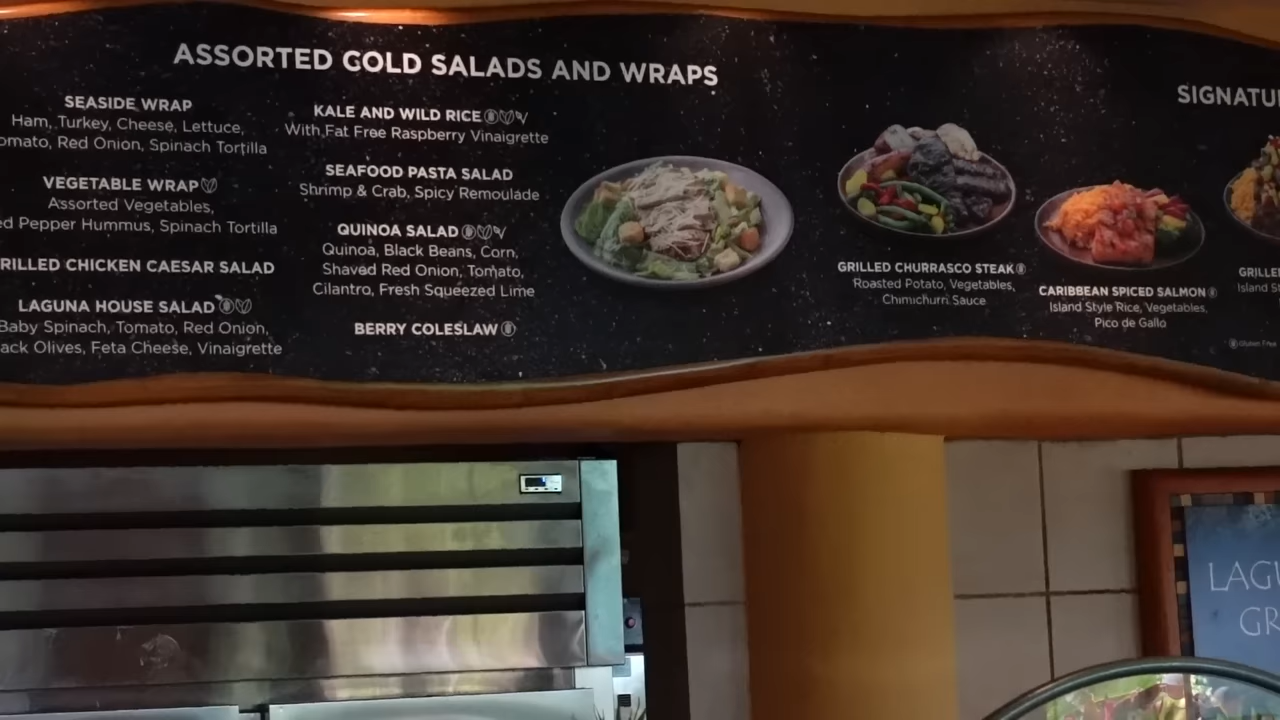 ASSORTED GOLD SALADS AND WRAPS
SEASIDE WRAP
Ham, Turkey, Cheese, Lettuce,
omato, Red Onion, Spinach Tortilla
VEGETABLE WRAP
Assorted Vegetables,
ed Pepper Hummus, Spinach Tortilla
RILLED CHICKEN CAESAR SALAD
LAGUNA HOUSE SALAD
Baby Spinach, Tomato, Red Onion,
ack Olives, Feta Cheese, Vinaigrette
KALE AND WILD RICE
With Fat Free Raspberry Vinaigrette
SEAFOOD PASTA SALAD
Shrimp & Crab, Spicy Remoulade
QUINOA SALAD
Quinoa, Black Beans, Corn,
Shaved Red Onion, Tomato,
Cilantro, Fresh Squeezed Lime
BERRY COLESLAW
SIGNATU
GRILLED CHURRASCO STEAK
Roasted Potato, Vegetables,
Chimichurri Sauce
CARIBBEAN SPICED SALMON
Island Style Rice, Vegetables,
Pico de Gallo
GRILLE
Island St
Gluten Free
LAGU
GR